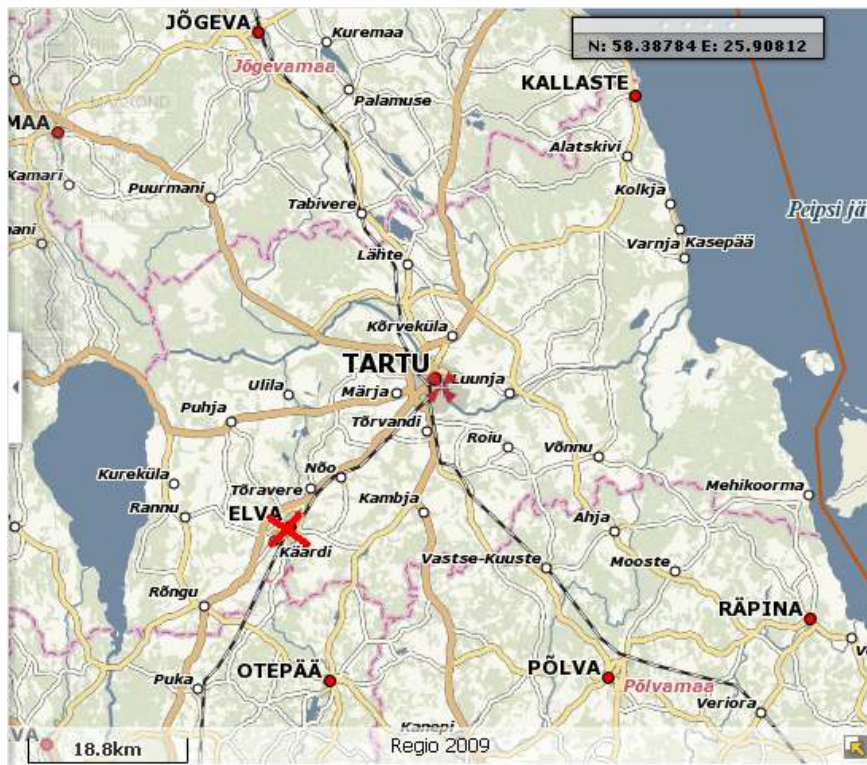 JÕGEVA
Kuremaa
N: 58.38784 E: 25.90812
Jõgevamaa
KALLASTE
Palamuse
MAA
Alatskivi
Kamari
Puurmani
Kolkja
Tabivere
Peipsi jä
Varnja Kasepää
Lähte
Kõrveküla
TARTU
Luunja
Ulila
Märja
Puhja
Tõrvandi
Roiu
Võnnu
Kureküla
Nõo
Mehikoorma
Tõravere
Rannu
ELVA
Kambja
Ahja
Käärdi
Vastse-Kuuste
Mooste
Rõngu
RÄPINA
OTEPÄÄ
PÕLVA
Puka
Põlvamaa
Veriora
Kanepi
18.8km
Regio 2009